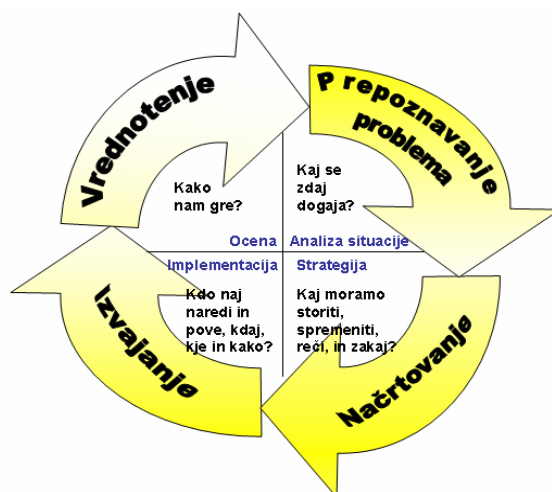 Vrednotenje
P repoznavanje
problema
Kako
nam gre?
Kaj se
zdaj
dogaja?
Ocena
Analiza situacije
Implementacija
Strategija
Kdo naj
naredi in
pove, kdaj,
kje in kako?
Kaj moramo
storiti,
spremeniti,
reči, in zakaj?
Izvajanje
Načrtovanje